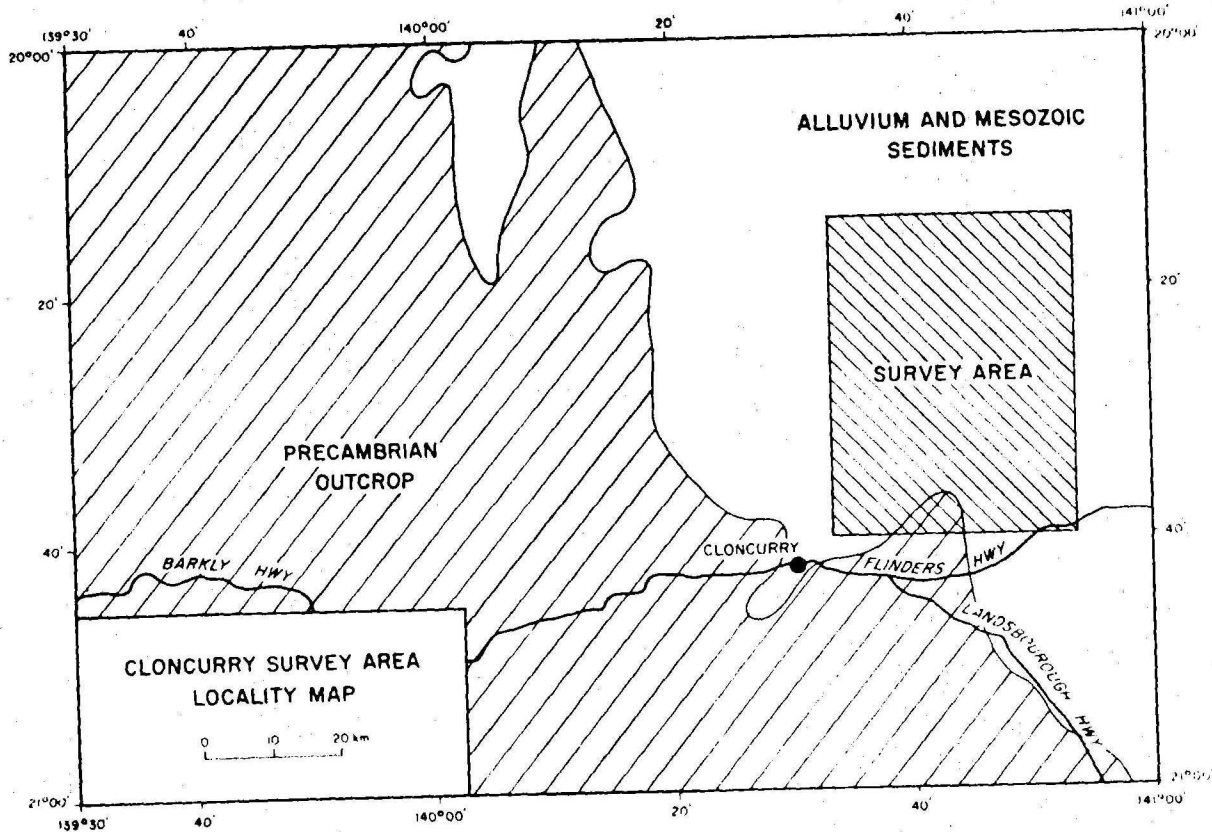 139°30'
40'
140°00'
20'
40'
141°00'
20°00'
20°00'
ALLUVIUM AND MESOZOIC
SEDIMENTS
20'
20'
SURVEY AREA
PRECAMBRIAN
OUTCROP
40'
40'
BARKLY HWY
CLONCURRY
FLINDERS HWY
LANDSBOROUGH HWY
CLONCURRY SURVEY AREA
LOCALITY MAP
0 10 20 km
21°00'
21°00'
139°30'
40'
140°00'
20'
40'
141°00'